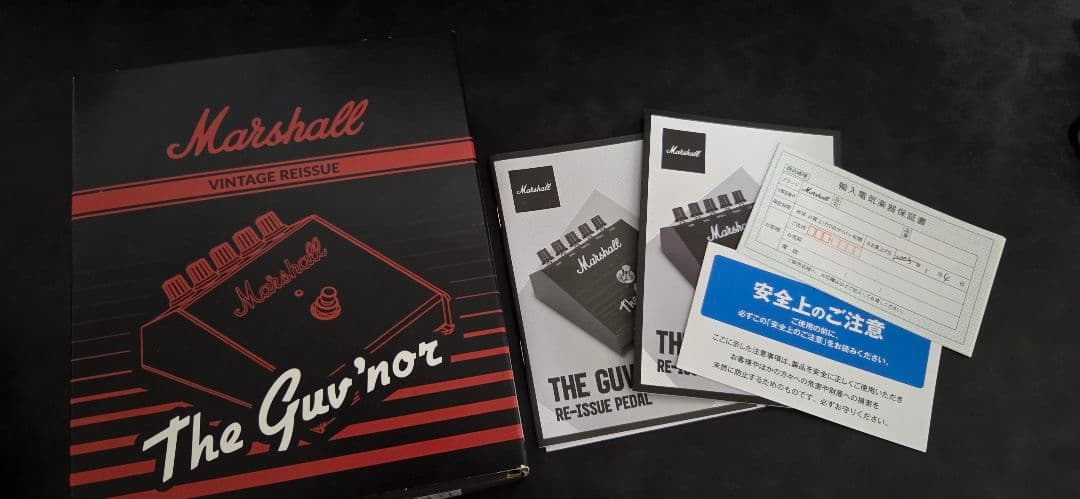 Marshall
VINTAGE REISSUE
Marshall
The Guv'nor
Marshall
Marshall
The
THE GUV
RE-ISSUE PEDAL
Marshall
Marshall
TH
RE-IS
輸入電気楽器保証書
Marshall
安全上のご注意
ご使用の前に、
必ずこの「安全上のご注意」をお読みください。
ここに示した注意事項は、製品を安全に正しくご使用いただき
お客様やほかの方々への危害や財産への損害を
未然に防止するためのものです。必ずお守りください。